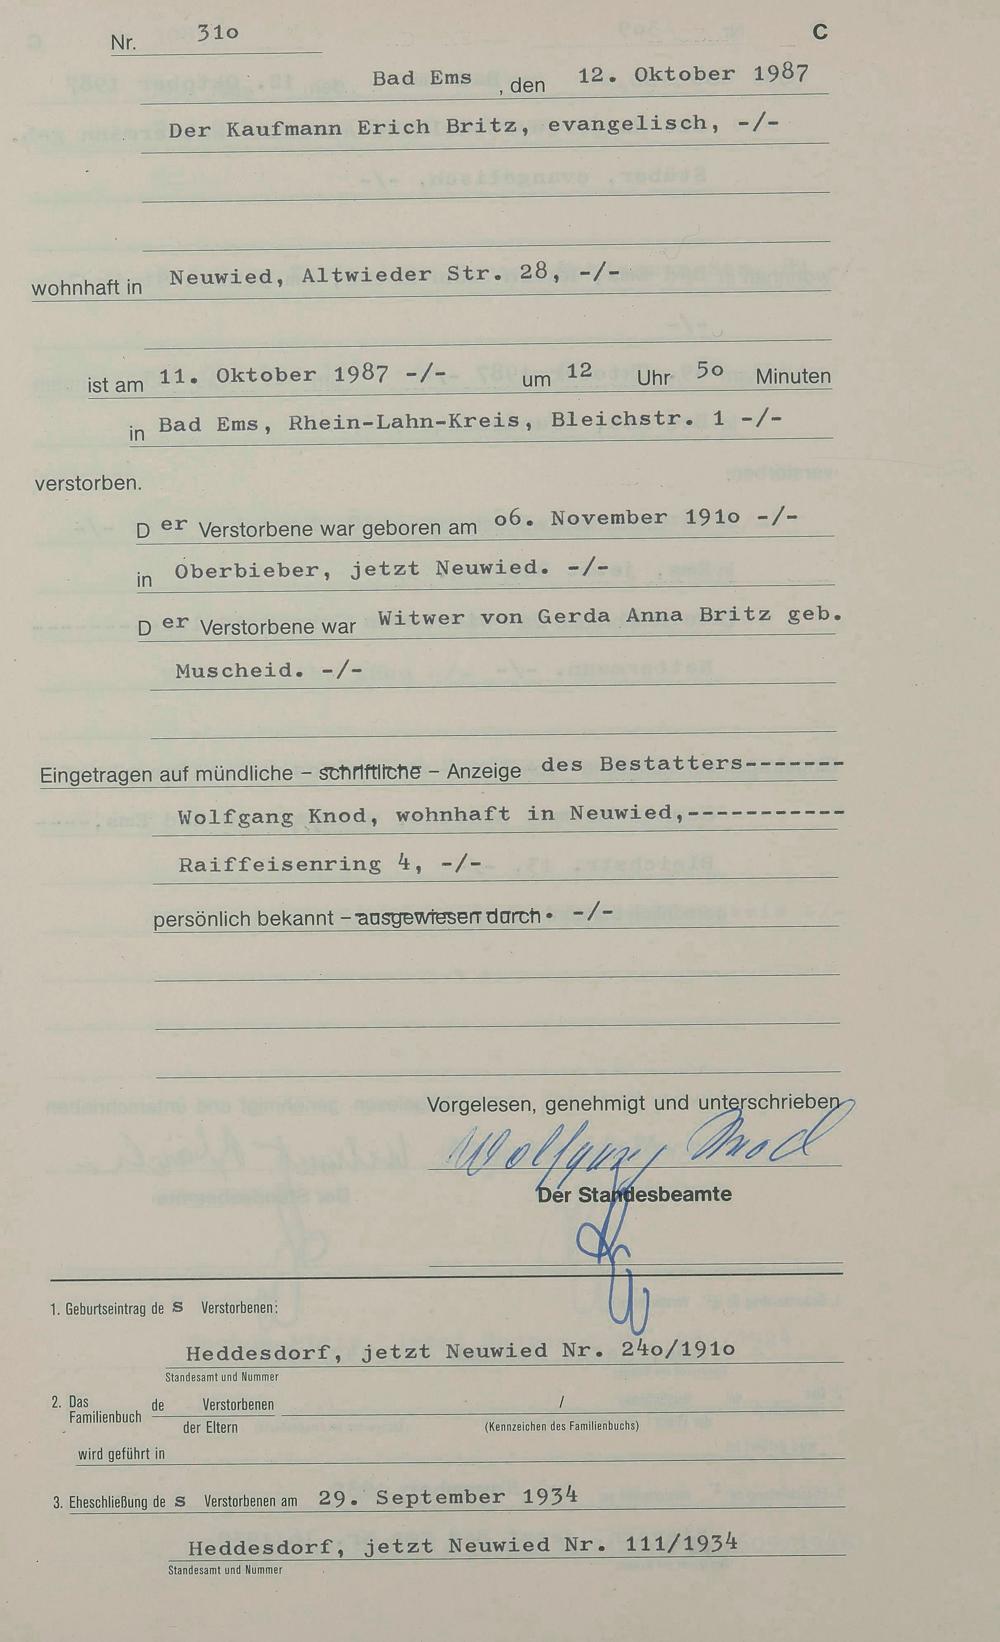 Nr. 31o C
Bad Ems , den 12. Oktober 1987
Der Kaufmann Erich Britz, evangelisch, -/-
wohnhaft in Neuwied, Altwieder Str. 28, -/-
ist am 11. Oktober 1987 -/- um 12 Uhr 5o Minuten
in Bad Ems, Rhein-Lahn-Kreis, Bleichstr. 1 -/-
verstorben.
D er Verstorbene war geboren am o6. November 191o -/-
in Oberbieber, jetzt Neuwied. -/-
D er Verstorbene war Witwer von Gerda Anna Britz geb.
Muscheid. -/-
Eingetragen auf mündliche – schriftliche – Anzeige des Bestatters-------
Wolfgang Knod, wohnhaft in Neuwied,-----------
Raiffeisenring 4, -/-
persönlich bekannt – ausgewiesen durch • -/-
Vorgelesen, genehmigt und unterschrieben
Wolfgang Knod
Der Standesbeamte
1. Geburtseintrag de s Verstorbenen:
Heddesdorf, jetzt Neuwied Nr. 24o/191o
Standesamt und Nummer
2. Das Familienbuch de Verstorbenen /
der Eltern (Kennzeichen des Familienbuchs)
wird geführt in
3. Eheschließung de s Verstorbenen am 29. September 1934
Heddesdorf, jetzt Neuwied Nr. 111/1934
Standesamt und Nummer